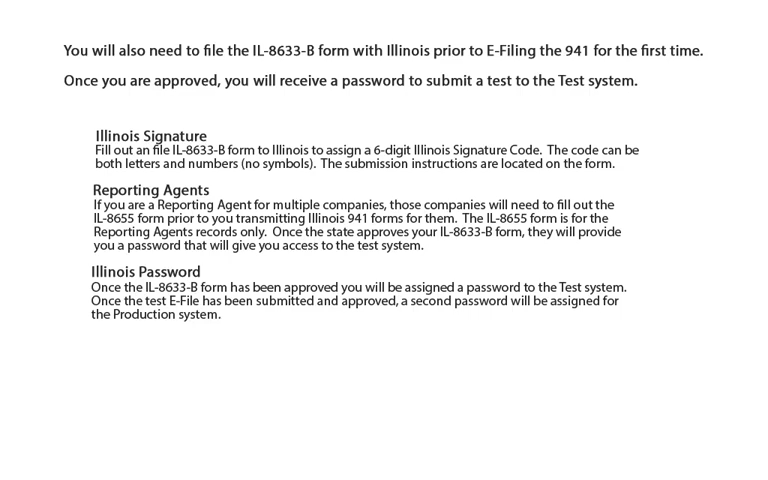 You will also need to file the IL-8633-B form with Illinois prior to E-Filing the 941 for the first time.
Once you are approved, you will receive a password to submit a test to the Test system.
Illinois Signature
Fill out an file IL-8633-B form to Illinois to assign a 6-digit Illinois Signature Code. The code can be
both letters and numbers (no symbols). The submission instructions are located on the form.
Reporting Agents
If you are a Reporting Agent for multiple companies, those companies will need to fill out the
IL-8655 form prior to you transmitting Illinois 941 forms for them. The IL-8655 form is for the
Reporting Agents records only. Once the state approves your IL-8633-B form, they will provide
you a password that will give you access to the test system.
Illinois Password
Once the IL-8633-B form has been approved you will be assigned a password to the Test system.
Once the test E-File has been submitted and approved, a second password will be assigned for
the Production system.